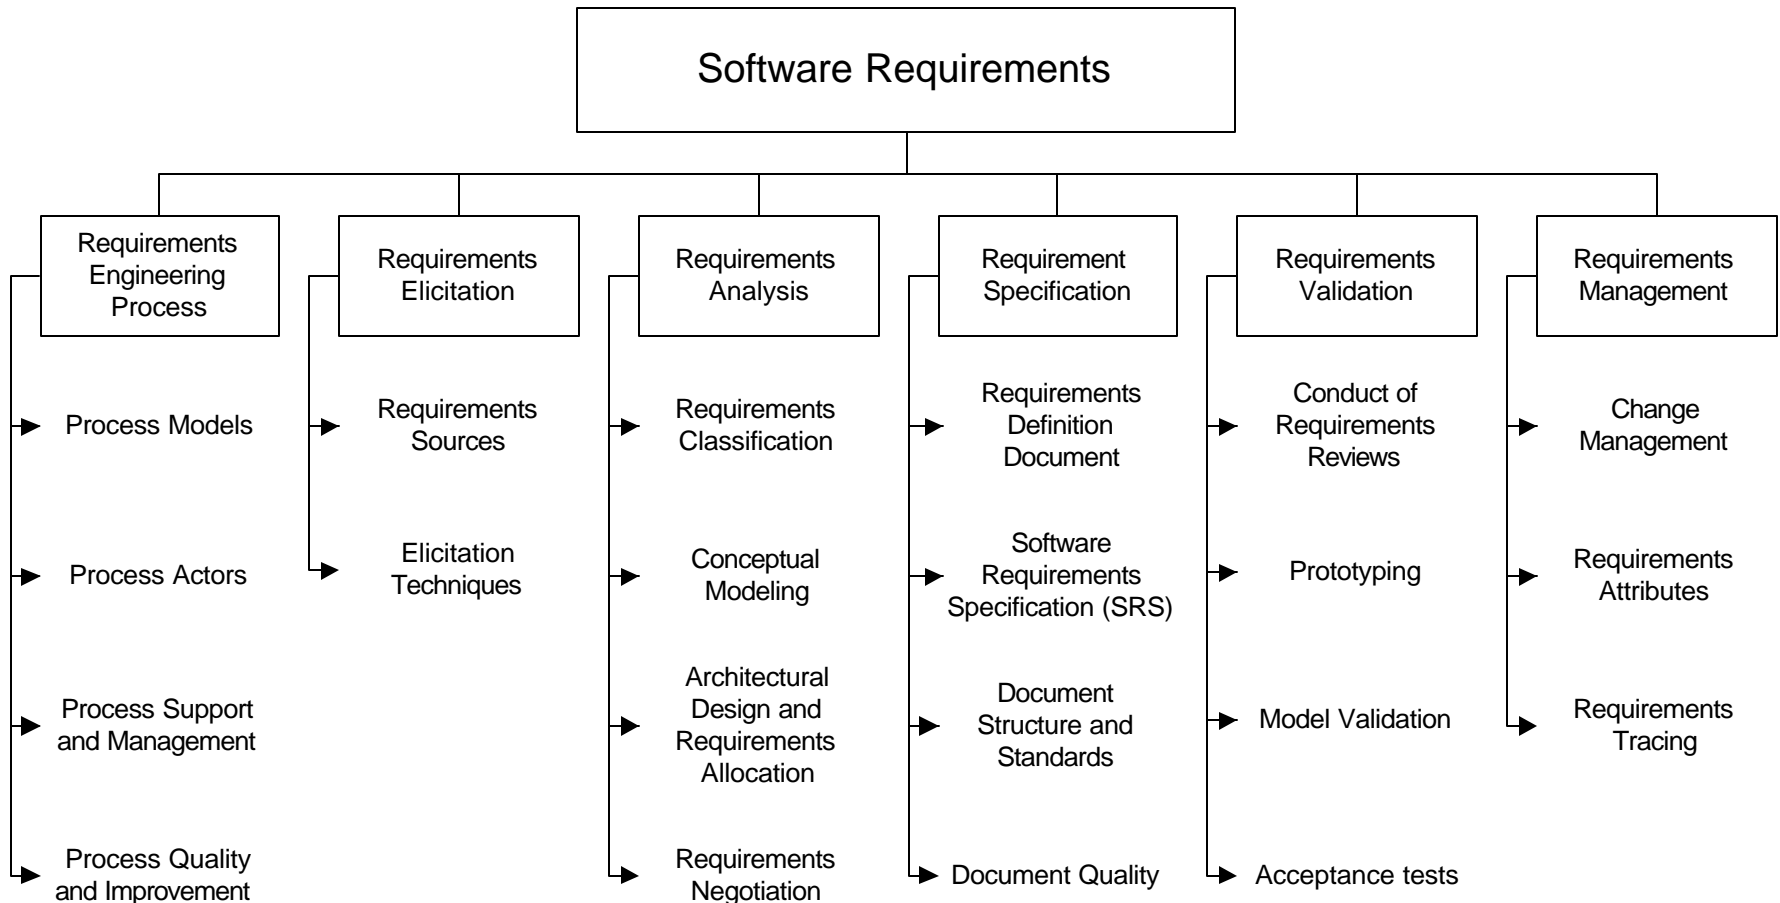 Software Requirements
Requirements
Engineering
Process
Requirements
Elicitation
Requirements
Analysis
Requirement
Specification
Requirements
Validation
Requirements
Management
Process Models
Process Actors
Process Support
and Management
Process Quality
and Improvement
Requirements
Sources
Elicitation
Techniques
Requirements
Classification
Conceptual
Modeling
Architectural
Design and
Requirements
Allocation
Requirements
Negotiation
Requirements
Definition
Document
Software
Requirements
Specification (SRS)
Document
Structure and
Standards
Document Quality
Conduct of
Requirements
Reviews
Prototyping
Model Validation
Acceptance tests
Change
Management
Requirements
Attributes
Requirements
Tracing